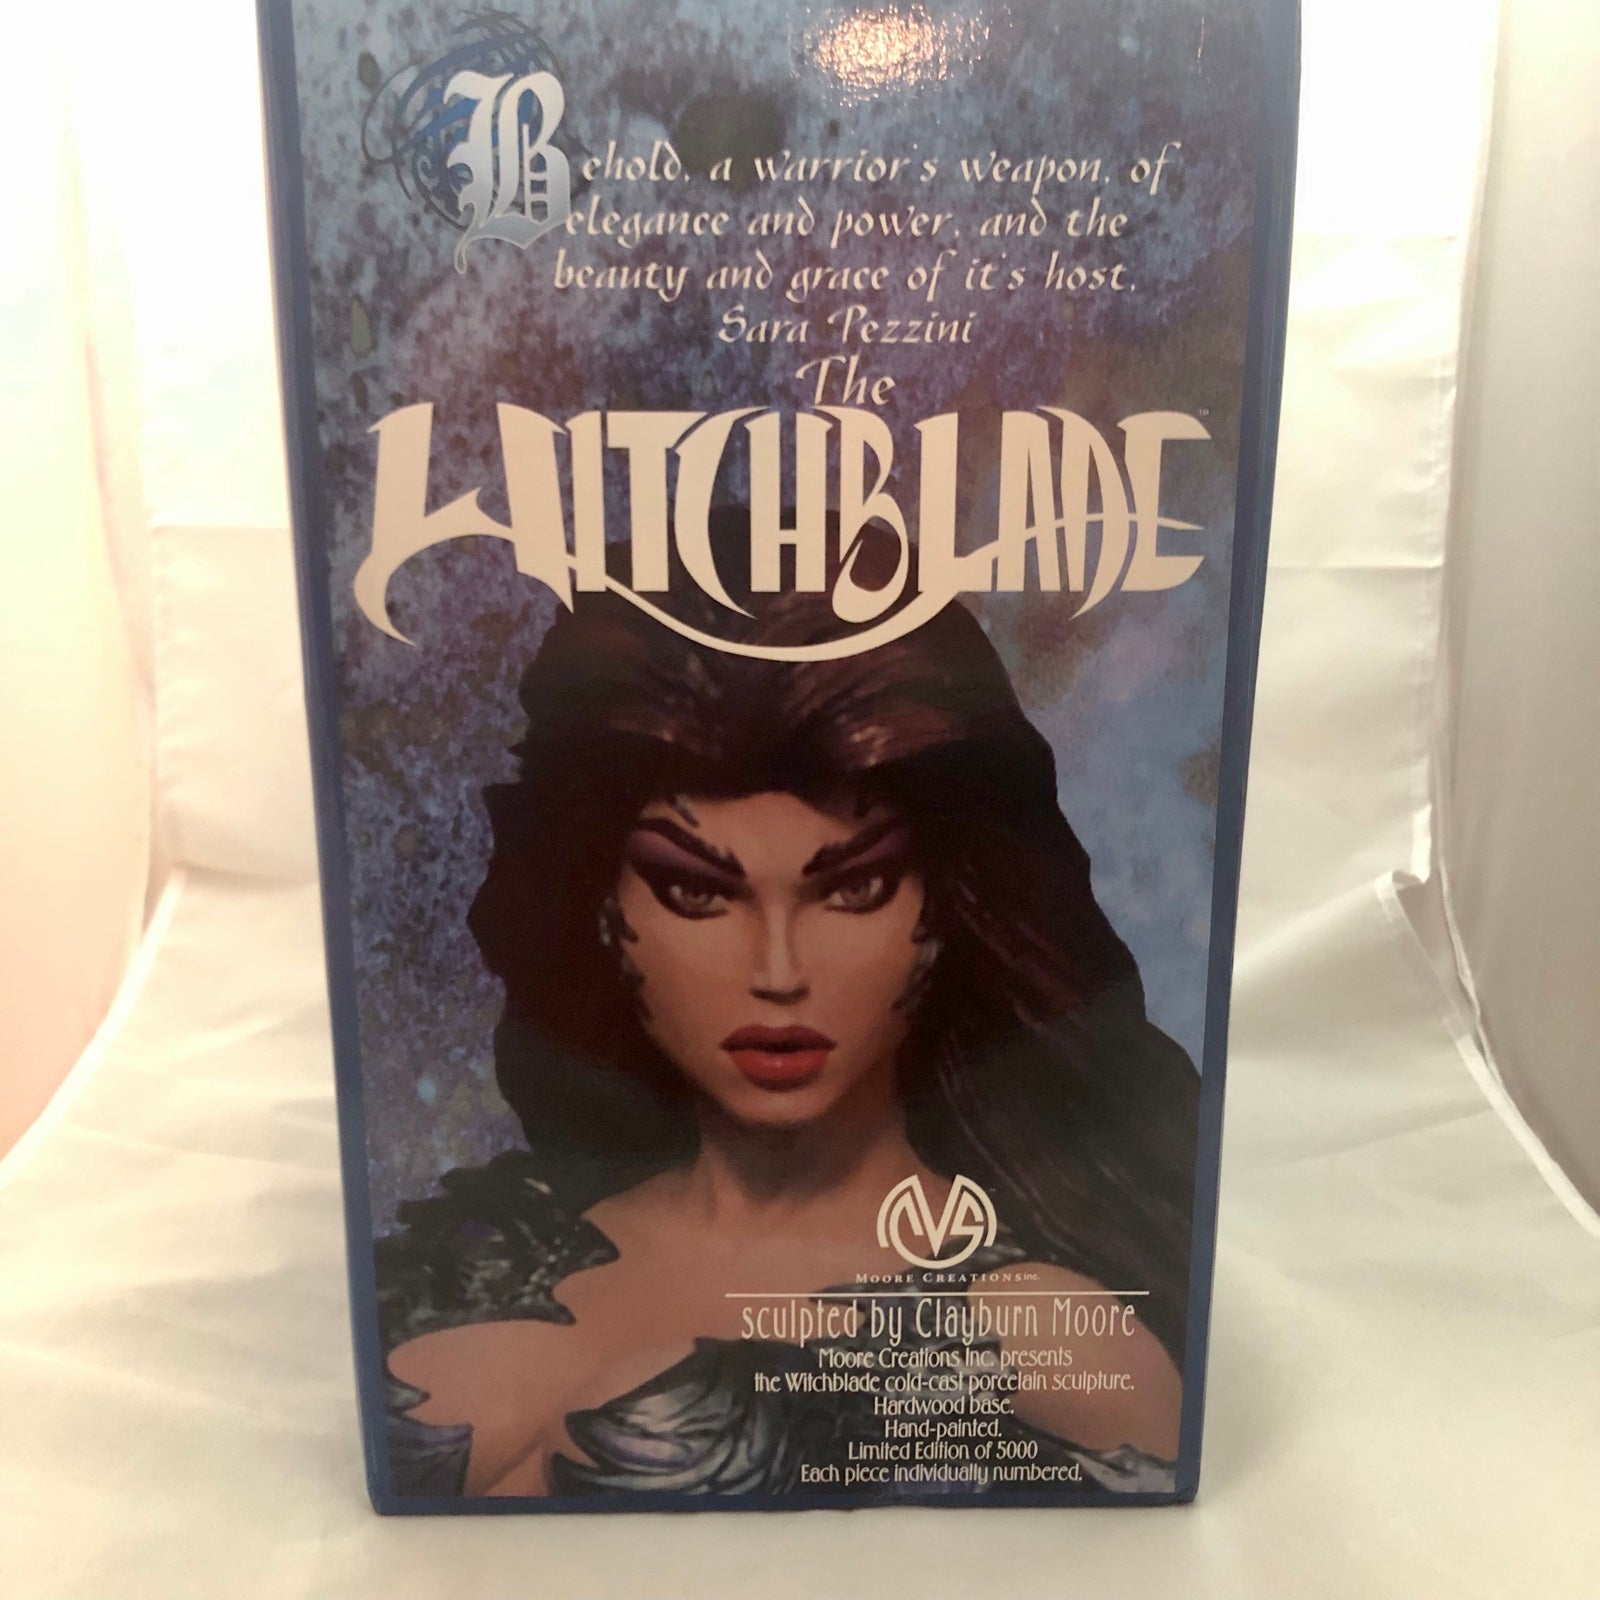 Behold, a warrior's weapon, of
elegance and power, and the
beauty and grace of it's host,
Sara Pezzini
The
WITCHBLADE™
MOORE CREATIONS inc.
sculpted by Clayburn Moore
Moore Creations Inc. presents
the Witchblade cold-cast porcelain sculpture.
Hardwood base.
Hand-painted.
Limited Edition of 5000
Each piece individually numbered.